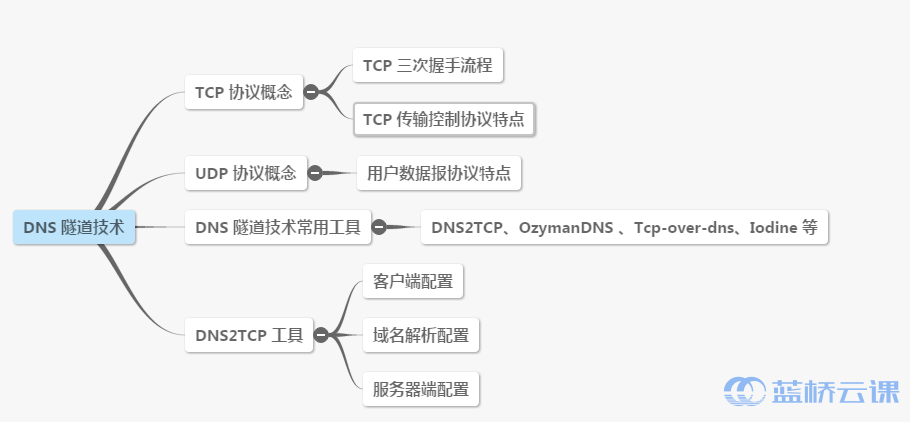 TCP 三次握手流程
TCP 协议概念
TCP 传输控制协议特点
UDP 协议概念
用户数据报协议特点
DNS 隧道技术
DNS 隧道技术常用工具
DNS2TCP、OzymanDNS 、Tcp-over-dns、Iodine 等
客户端配置
DNS2TCP 工具
域名解析配置
服务器端配置
蓝桥云课